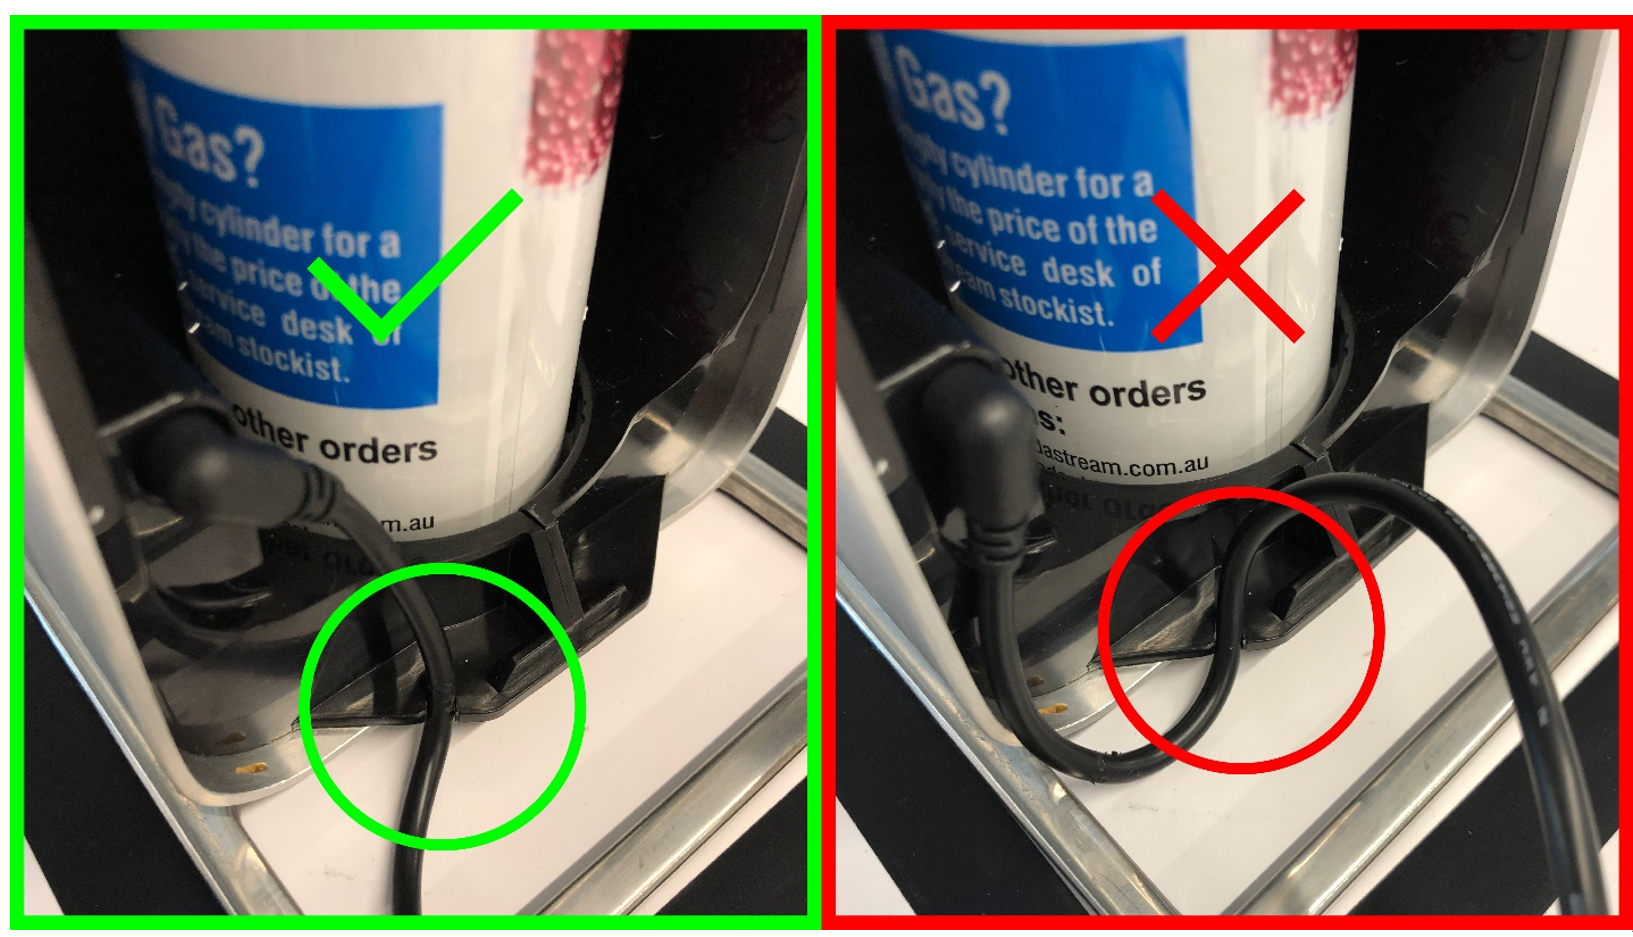 Gas?
cylinder for a
the price of the
service desk of
stockist.
other orders
m.au
Gas?
cylinder for a
the price of the
service desk of
stockist.
other orders
s:
dastream.com.au